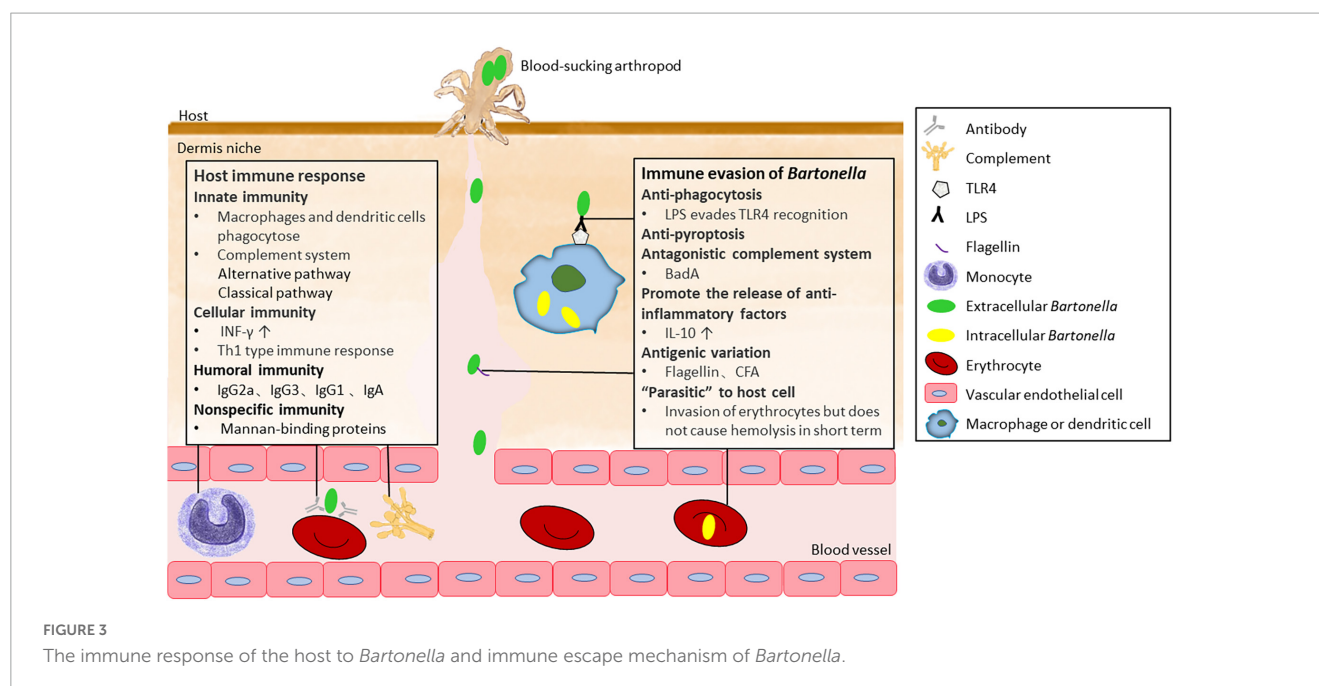 Blood-sucking arthropod
Host
Dermis niche
Host immune response
Innate immunity
• Macrophages and dendritic cells
phagocytose
• Complement system
Alternative pathway
Classical pathway
Cellular immunity
• INF-γ ↑
• Th1 type immune response
Humoral immunity
• IgG2a、IgG3、IgG1 、IgA
Nonspecific immunity
• Mannan-binding proteins
Immune evasion of Bartonella
Anti-phagocytosis
• LPS evades TLR4 recognition
Anti-pyroptosis
Antagonistic complement system
• BadA
Promote the release of anti-
inflammatory factors
• IL-10 ↑
Antigenic variation
• Flagellin、CFA
“Parasitic” to host cell
• Invasion of erythrocytes but does
not cause hemolysis in short term
Blood vessel
Antibody
Complement
TLR4
LPS
Flagellin
Monocyte
Extracellular Bartonella
Intracellular Bartonella
Erythrocyte
Vascular endothelial cell
Macrophage or dendritic cell
FIGURE 3
The immune response of the host to Bartonella and immune escape mechanism of Bartonella.